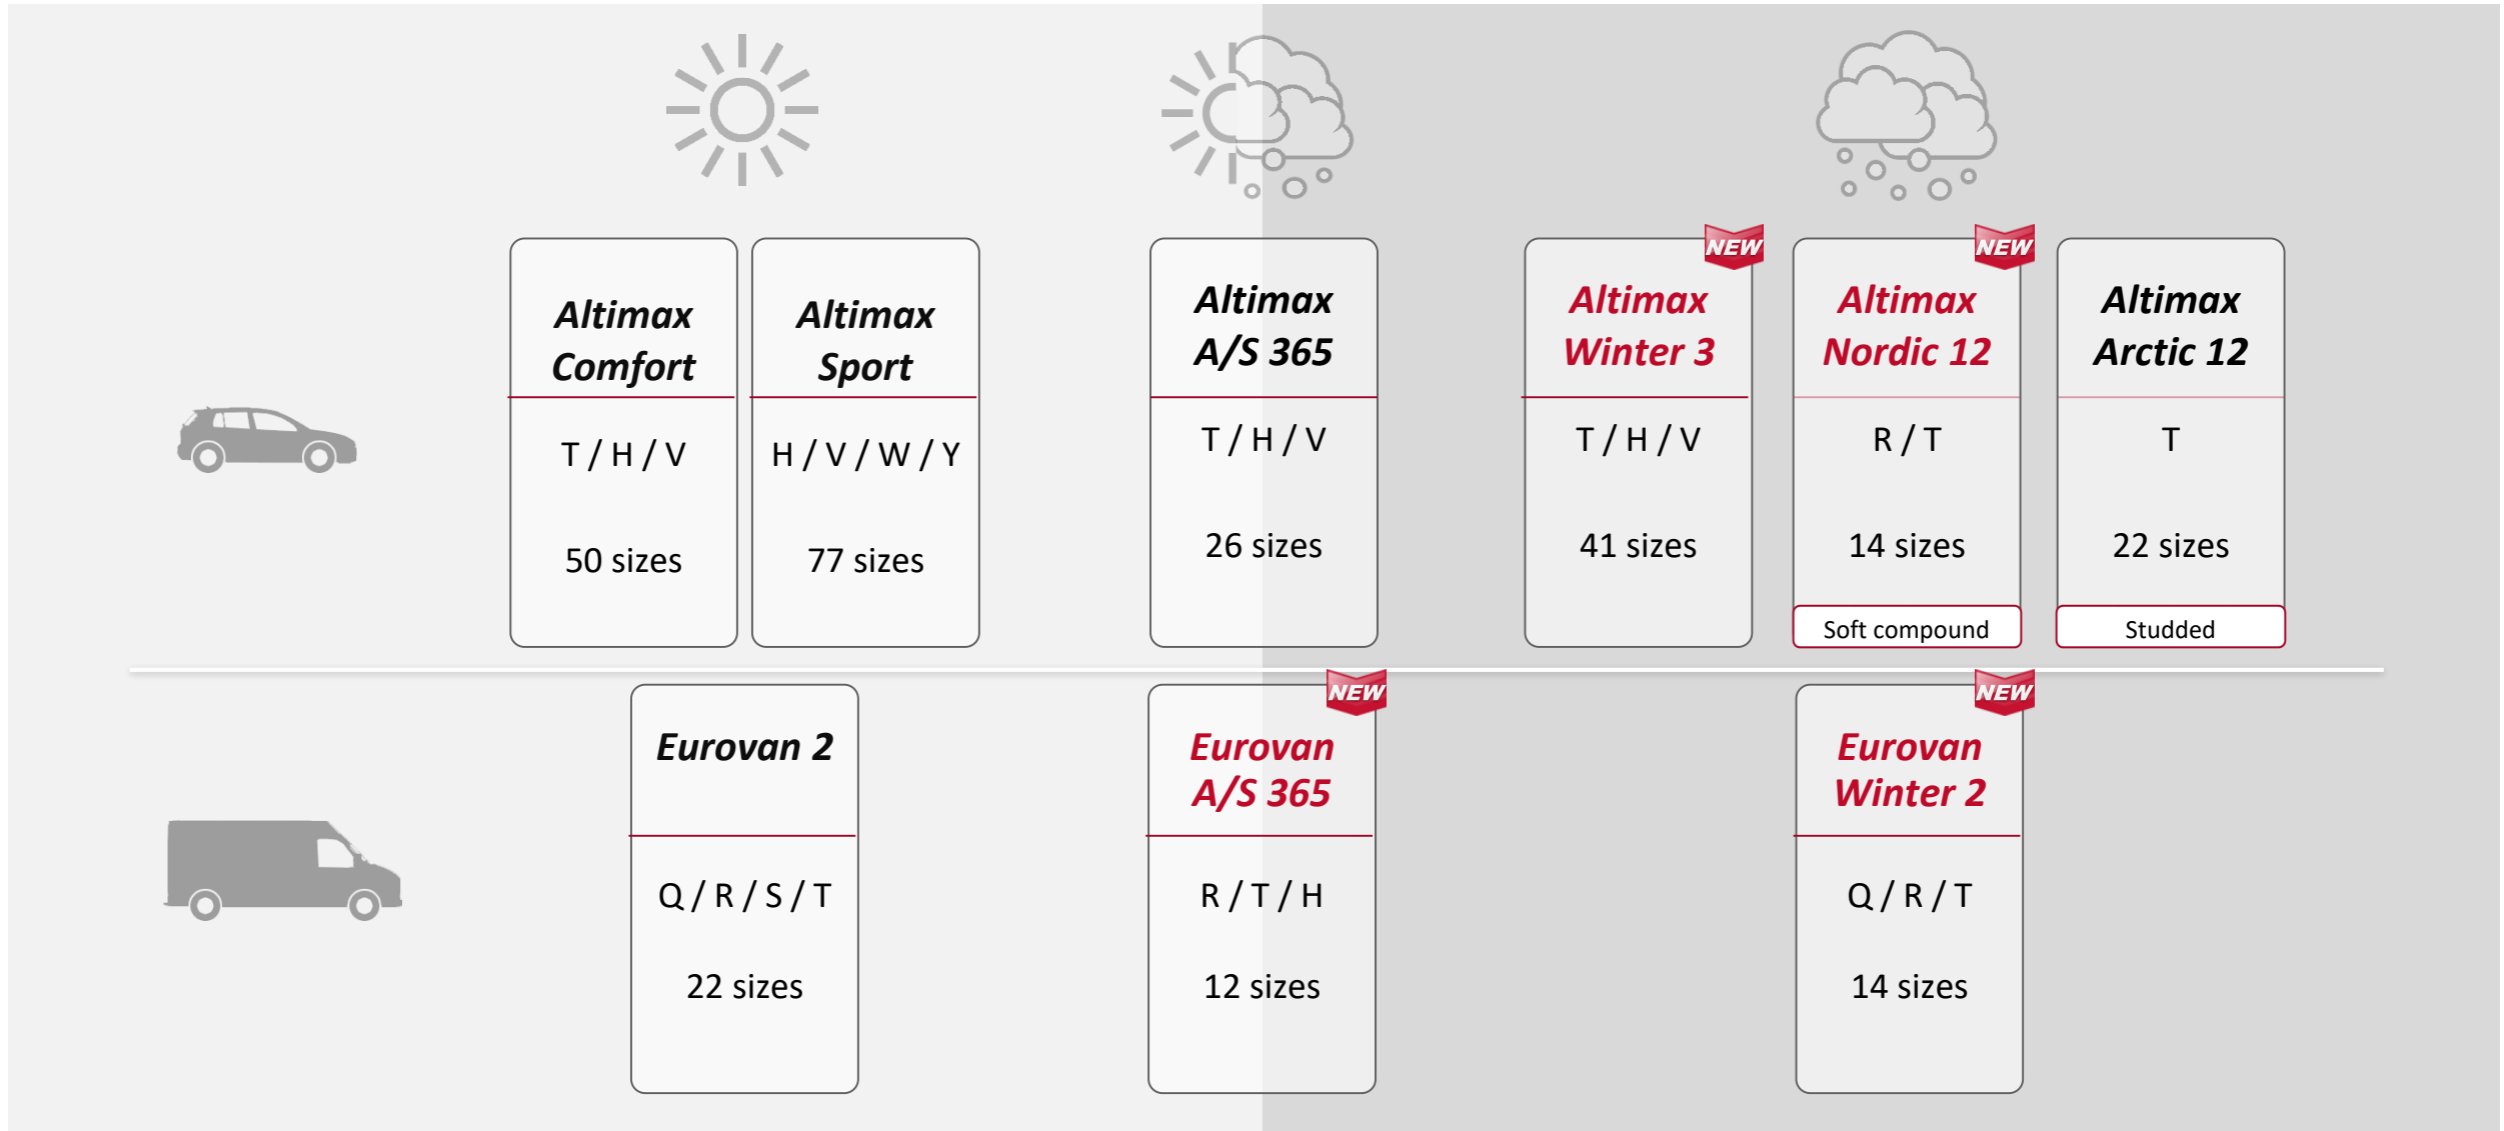 NEW
NEW
Altimax
Comfort
T / H / V
50 sizes
Altimax
Sport
H / V / W / Y
77 sizes
Altimax
A/S 365
T / H / V
26 sizes
Altimax
Winter 3
T / H / V
41 sizes
Altimax
Nordic 12
R / T
14 sizes
Soft compound
Altimax
Arctic 12
T
22 sizes
Studded
NEW
NEW
Eurovan 2
Q / R / S / T
22 sizes
Eurovan
A/S 365
R / T / H
12 sizes
Eurovan
Winter 2
Q / R / T
14 sizes